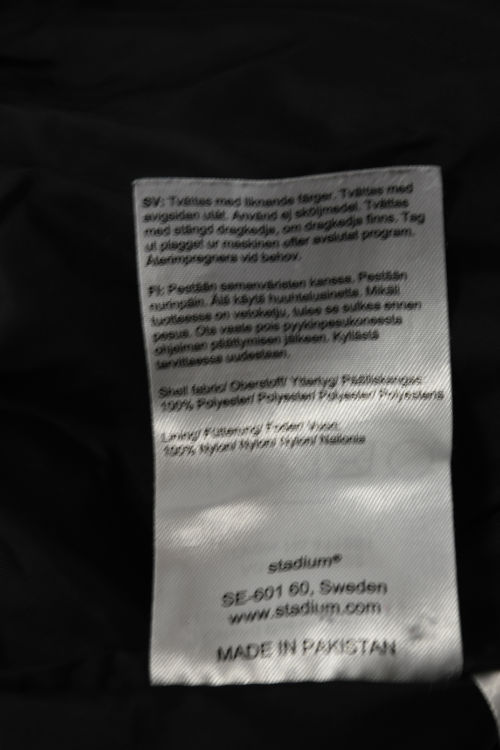 SV: Tvättas med liknande färger. Tvättas med
avigsidan utåt. Använd ej sköljmedel. Tvättas
med stängd dragkedja, om dragkedja finns. Tag
ut plagget ur maskinen efter avslutat program.
Återimpregnera vid behov.
FI: Pestään samanväristen kanssa. Pestään
nurinpäin. Älä käytä huuhteluainetta. Mikäli
tuotteessa on vetoketju, tulee se sulkea ennen
pesua. Ota vaate pois pyykinpesukoneesta
ohjelman päättymisen jälkeen. Kyllästä
tarvittaessa uudestaan.
Shell fabric/ Oberstoff/ Yttertyg/ Päällikangas:
100% Polyester/ Polyester/ Polyester/ Polyesteria
Lining/ Fütterung/ Foder/ Vuori:
100% Nylon/ Nylon/ Nylon/ Nailonia
stadium®
SE-601 60, Sweden
www.stadium.com
MADE IN PAKISTAN